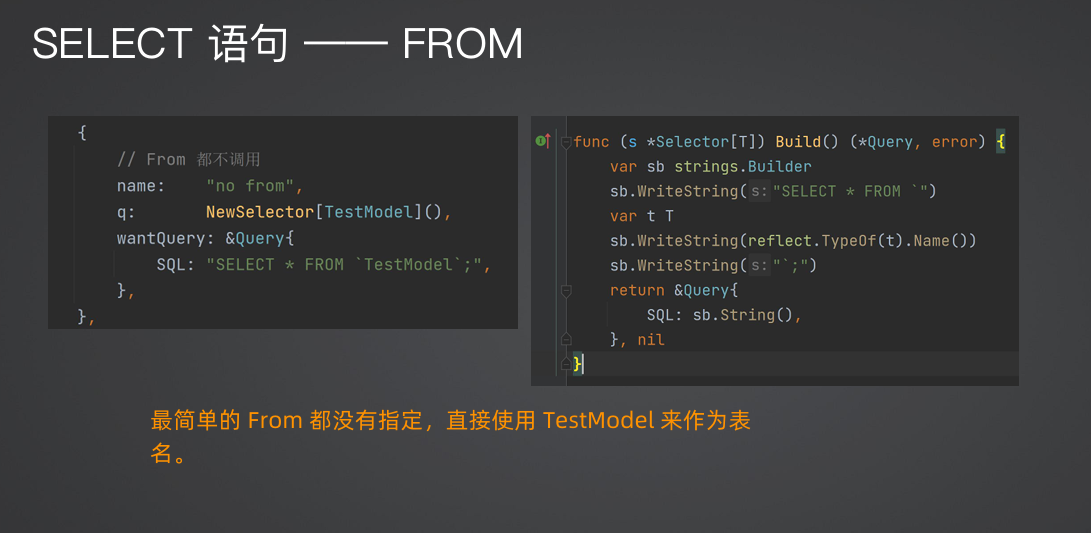 SELECT 语句 —— FROM
{
// From 都不调用
name: "no from",
q: NewSelector[TestModel](),
wantQuery: &Query{
SQL: "SELECT * FROM `TestModel`;",
},
},
func (s *Selector[T]) Build() (*Query, error) {
var sb strings.Builder
sb.WriteString( s: "SELECT * FROM `")
var t T
sb.WriteString(reflect.TypeOf(t).Name())
sb.WriteString( s: "`;")
return &Query{
SQL: sb.String(),
}, nil
}
最简单的 From 都没有指定，直接使用 TestModel 来作为表
名。